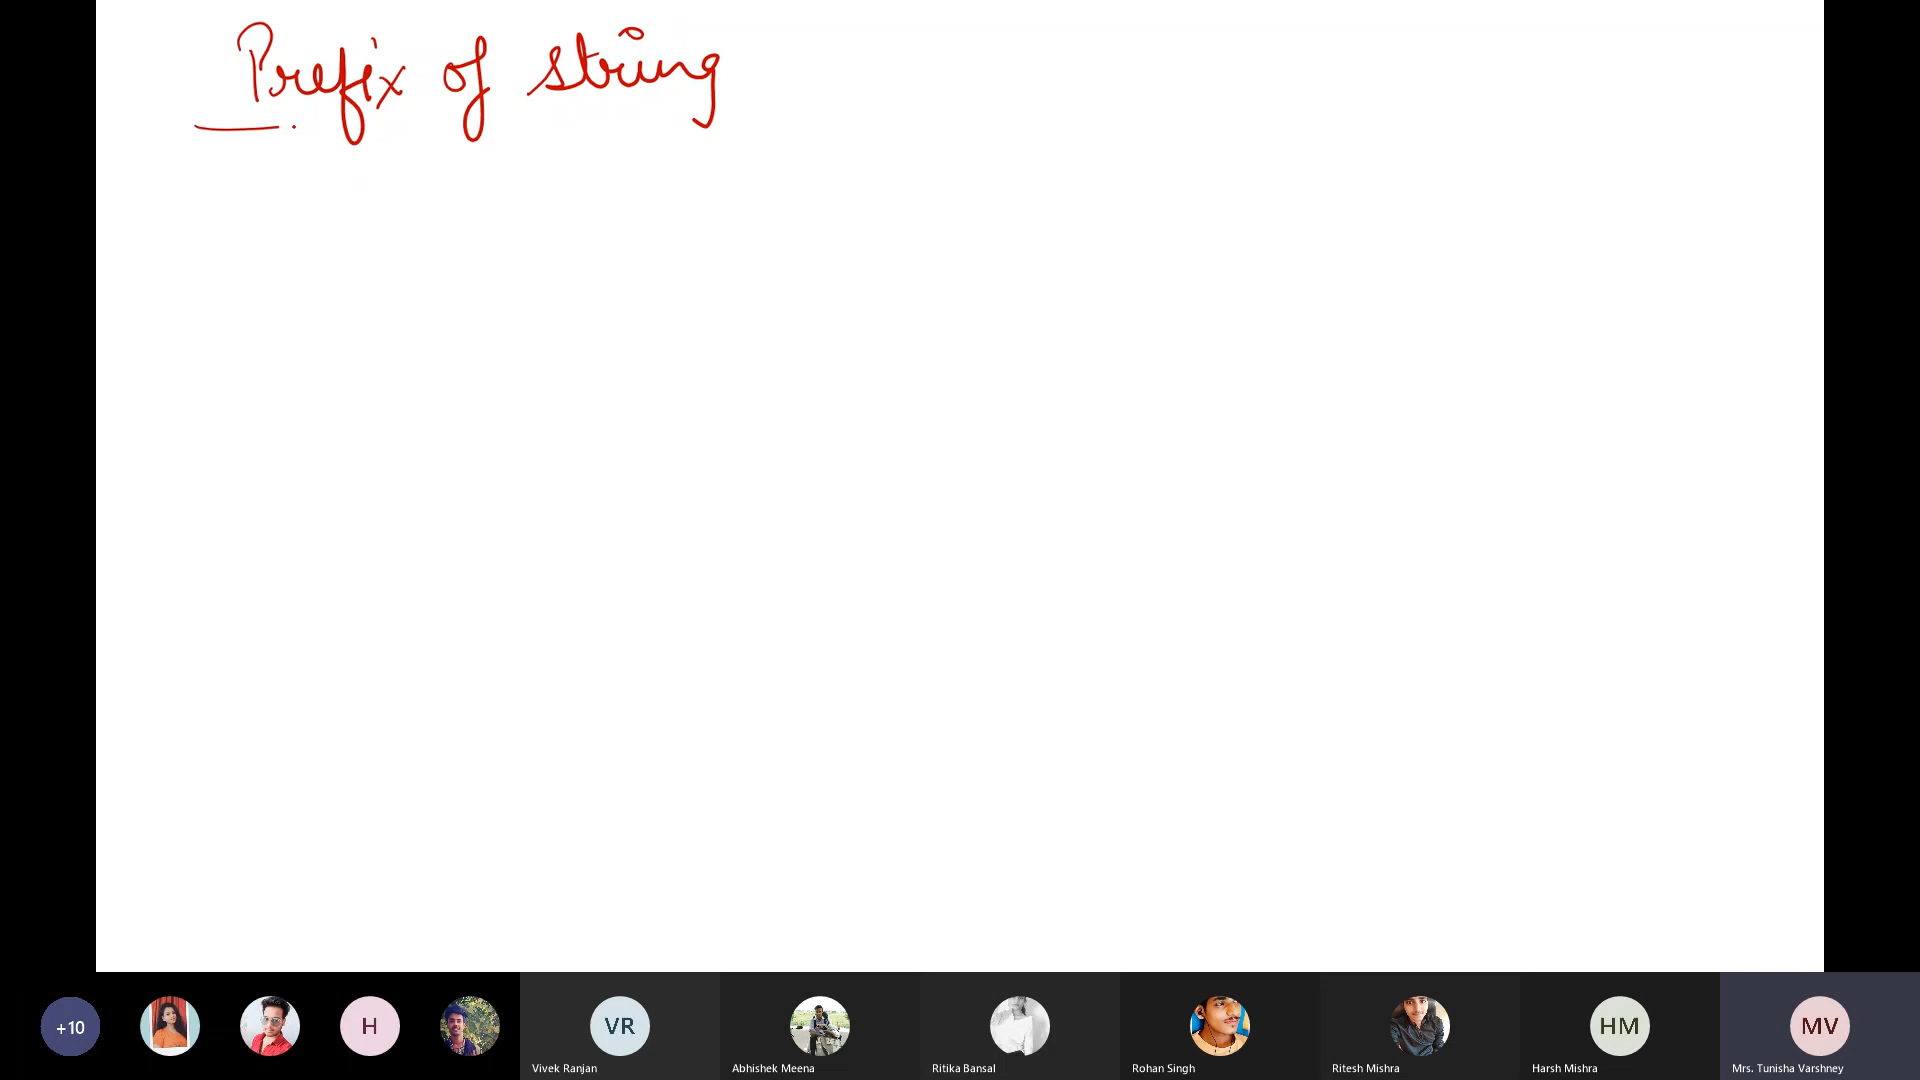 Prefix of string
+10
H
VR
HM
MV
Vivek Ranjan
Abhishek Meena
Ritika Bansal
Rohan Singh
Ritesh Mishra
Harsh Mishra
Mrs. Tunisha Varshney